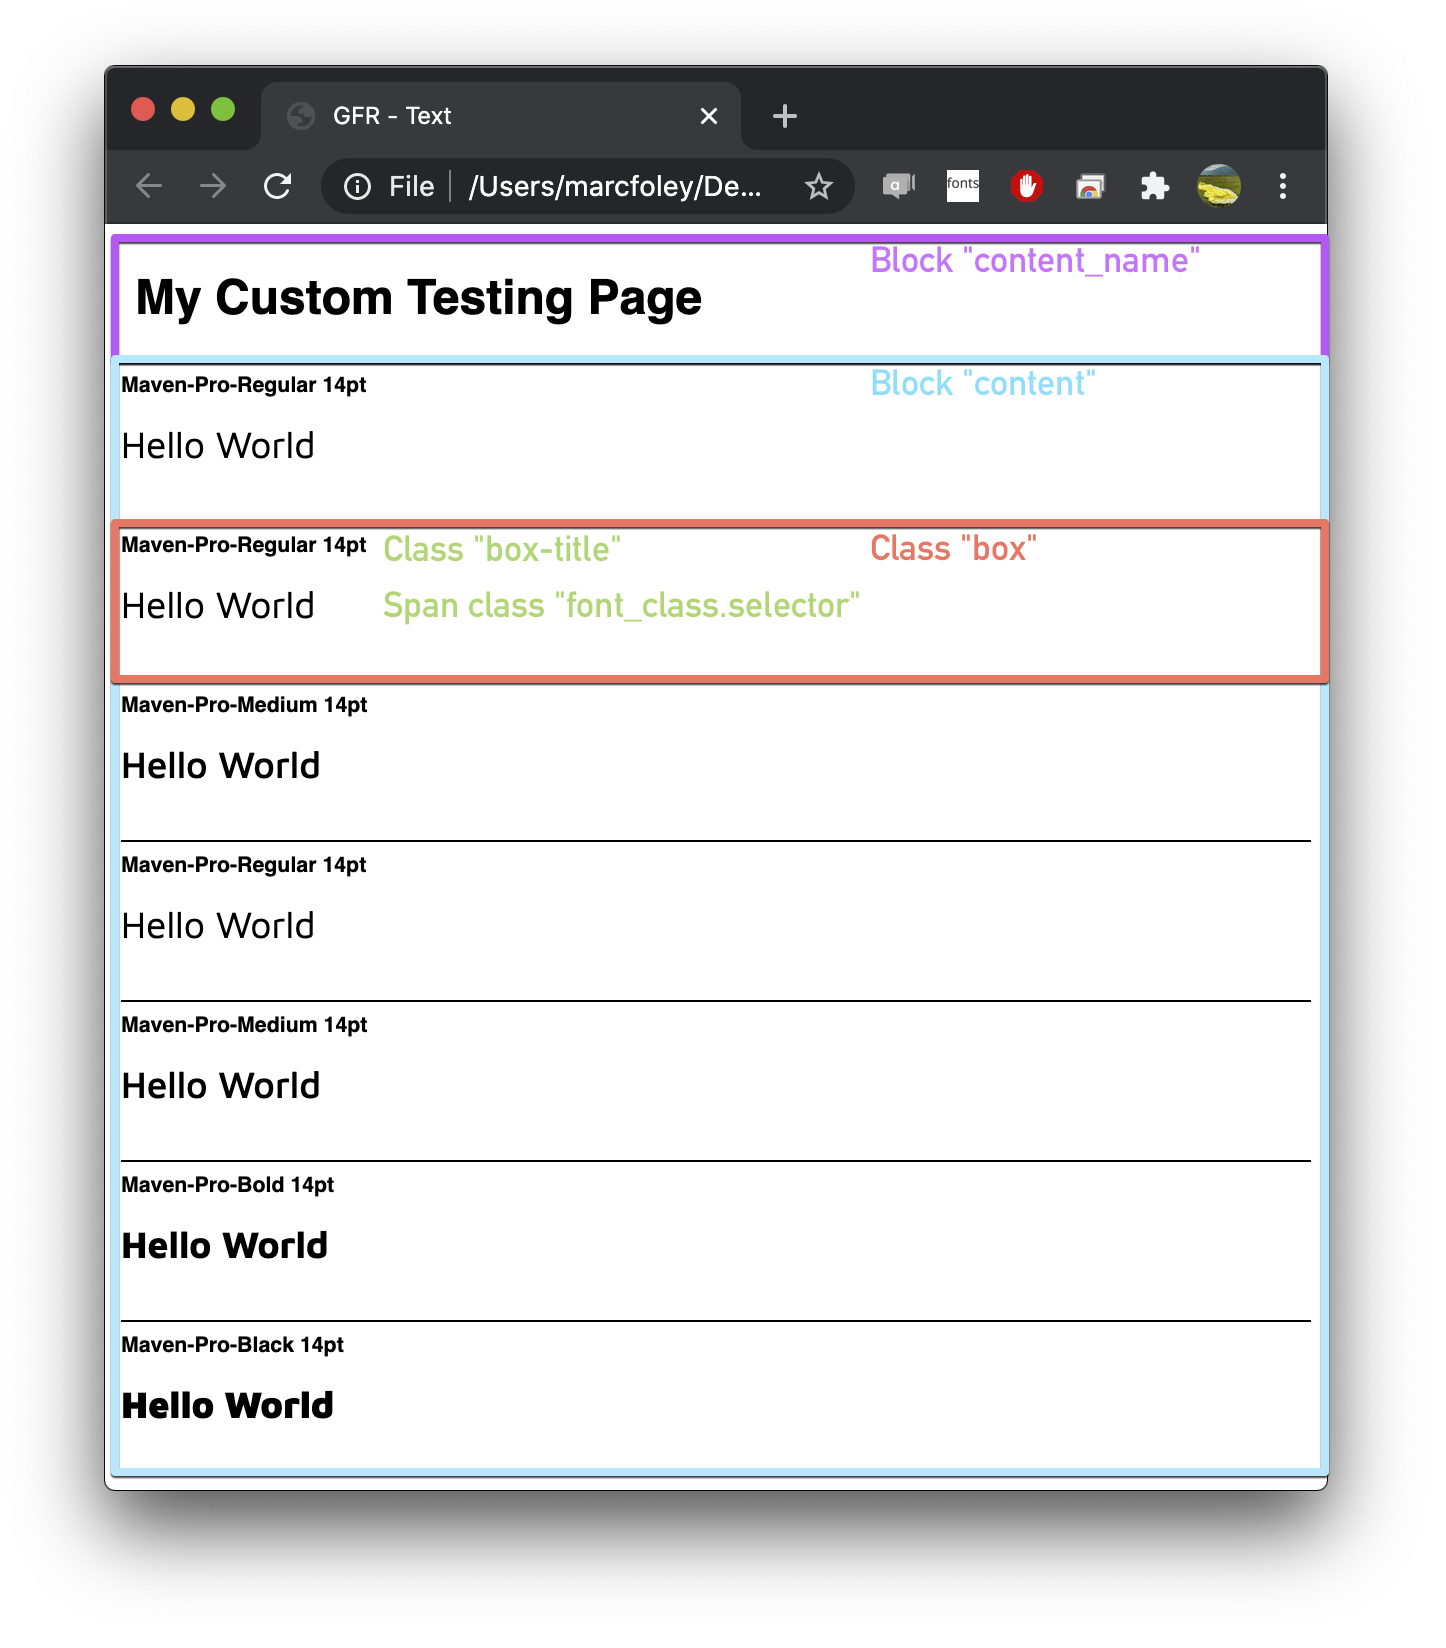 GFR - Text
File /Users/marcfoley/De...
a
fonts
Block "content_name"
My Custom Testing Page
Maven-Pro-Regular 14pt
Block "content"
Hello World
Maven-Pro-Regular 14pt Class "box-title" Class "box"
Hello World Span class "font_class.selector"
Maven-Pro-Medium 14pt
Hello World
Maven-Pro-Regular 14pt
Hello World
Maven-Pro-Medium 14pt
Hello World
Maven-Pro-Bold 14pt
Hello World
Maven-Pro-Black 14pt
Hello World